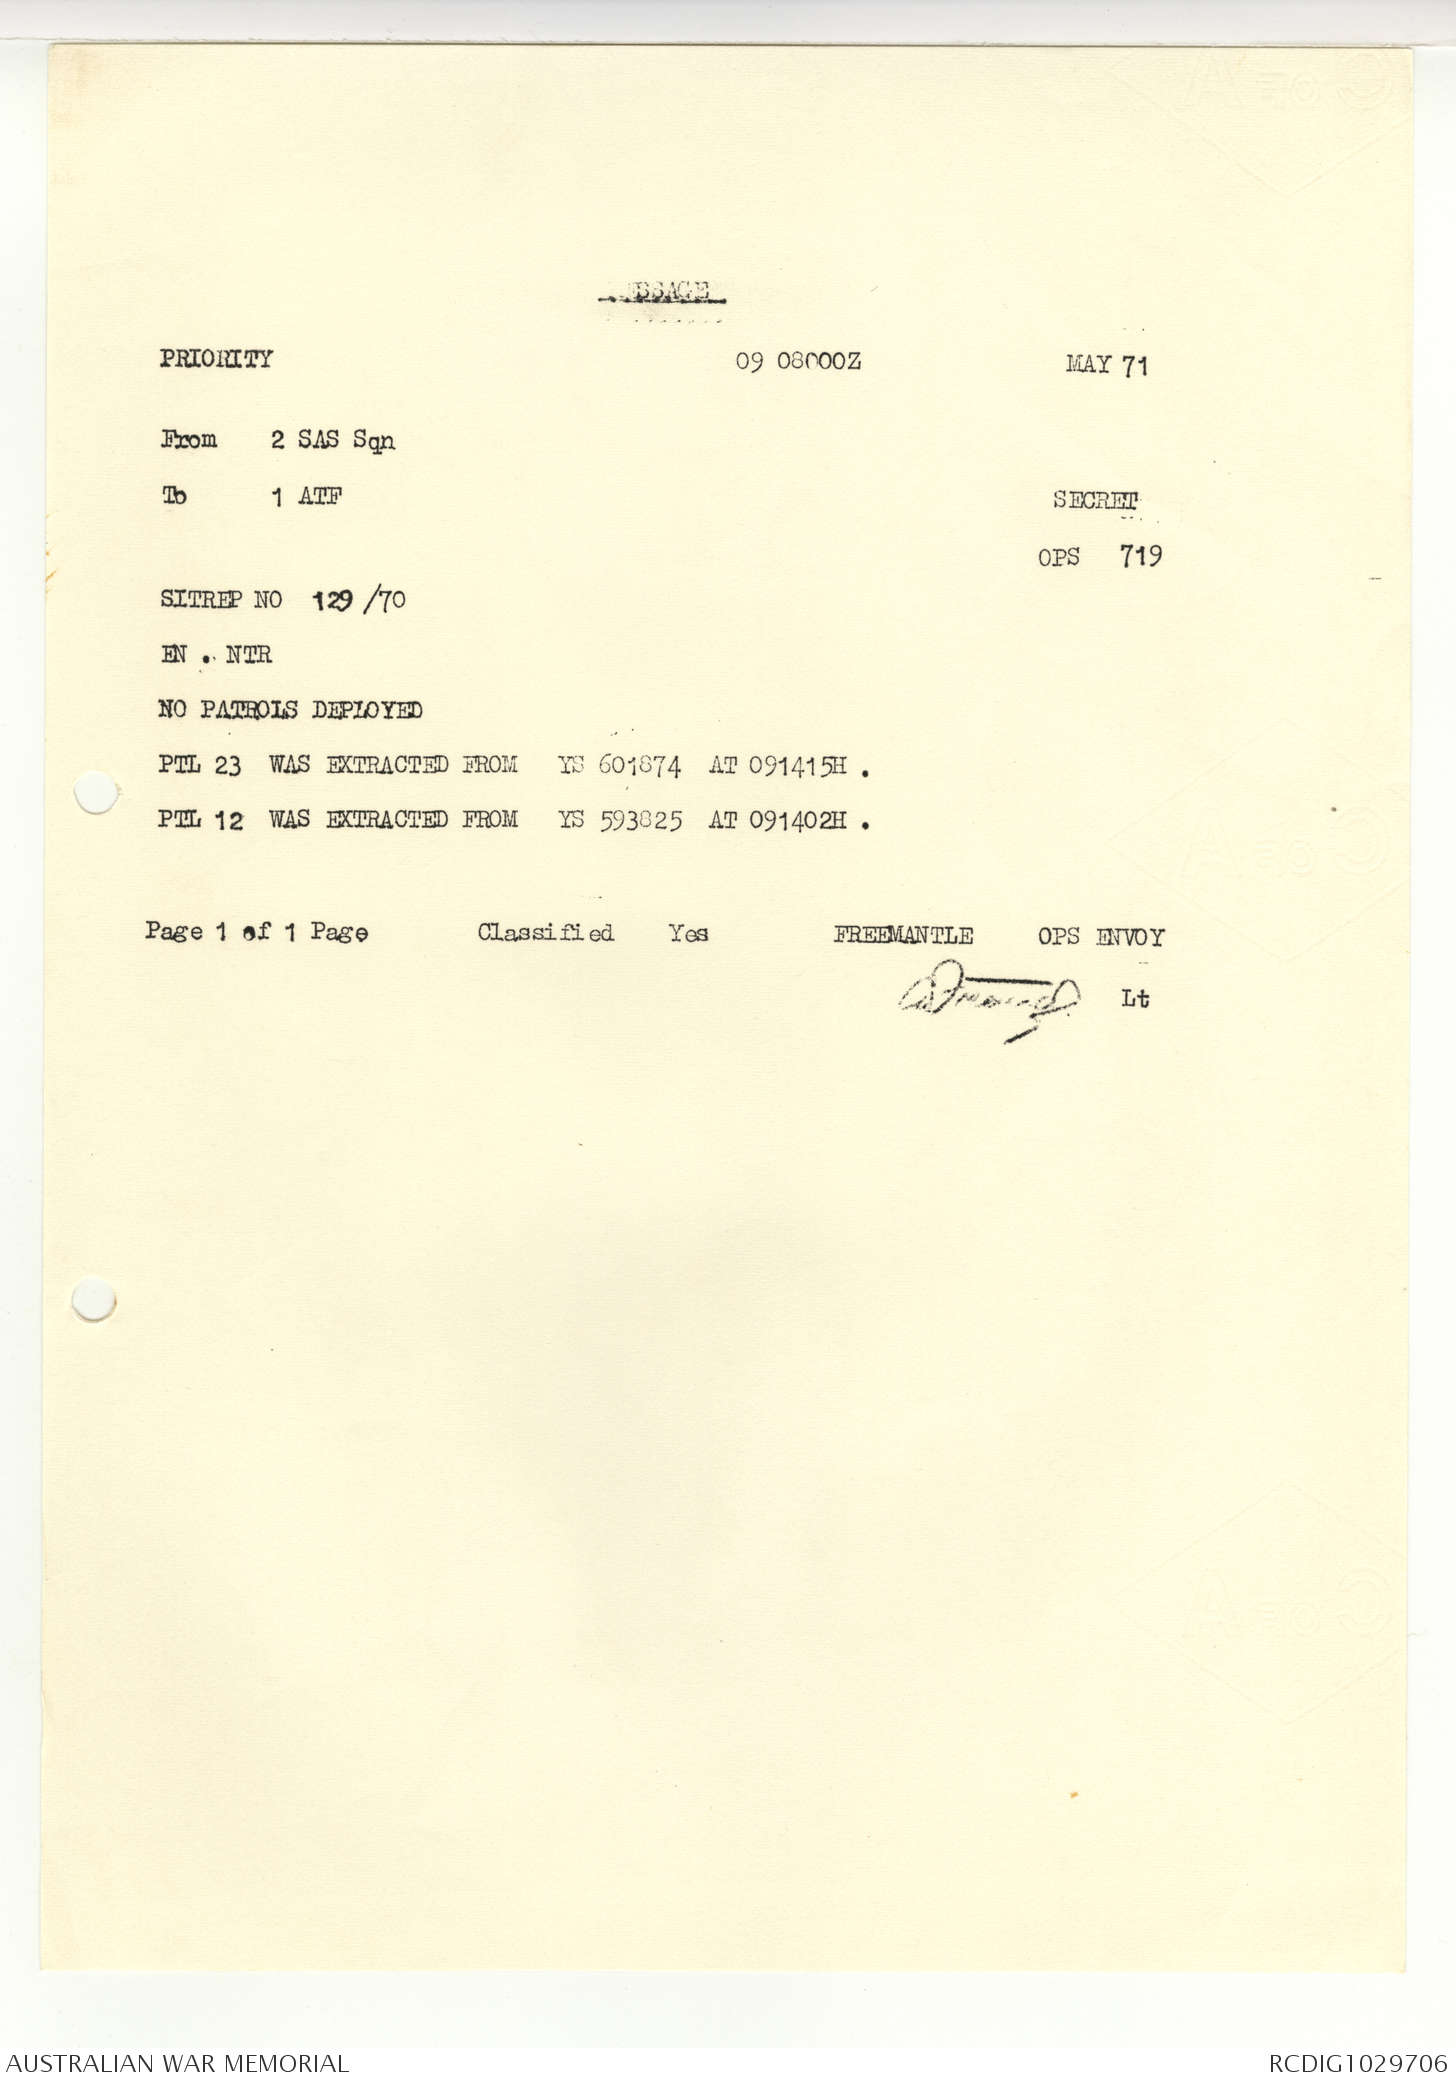 MESSAGE
PRIORITY 09 08000Z MAY 71
From 2 SAS Sqn
To 1 ATF SECRET
OPS 719
SITREP NO 129/70
EN . NTR
NO PATROLS DEPLOYED
PTL 23 WAS EXTRACTED FROM YS 601874 AT 091415H .
PTL 12 WAS EXTRACTED FROM YS 593825 AT 091402H .
Page 1 of 1 Page Classified Yes FREEMANTLE OPS ENVOY
Lt
AUSTRALIAN WAR MEMORIAL RCDIG1029706